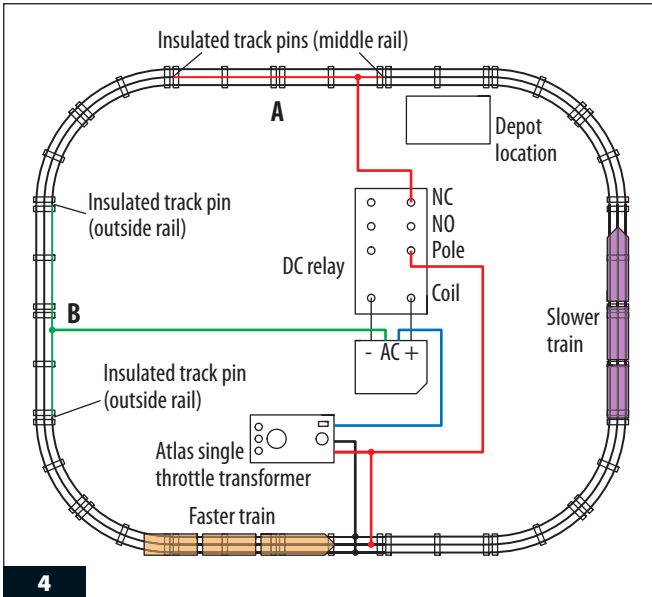 Insulated track pins (middle rail)
A
Depot
location
Insulated track pin
(outside rail)
NC
NO
Pole
DC relay
Coil
B
- AC +
Slower
train
Insulated track pin
(outside rail)
Atlas single
throttle transformer
Faster train
4